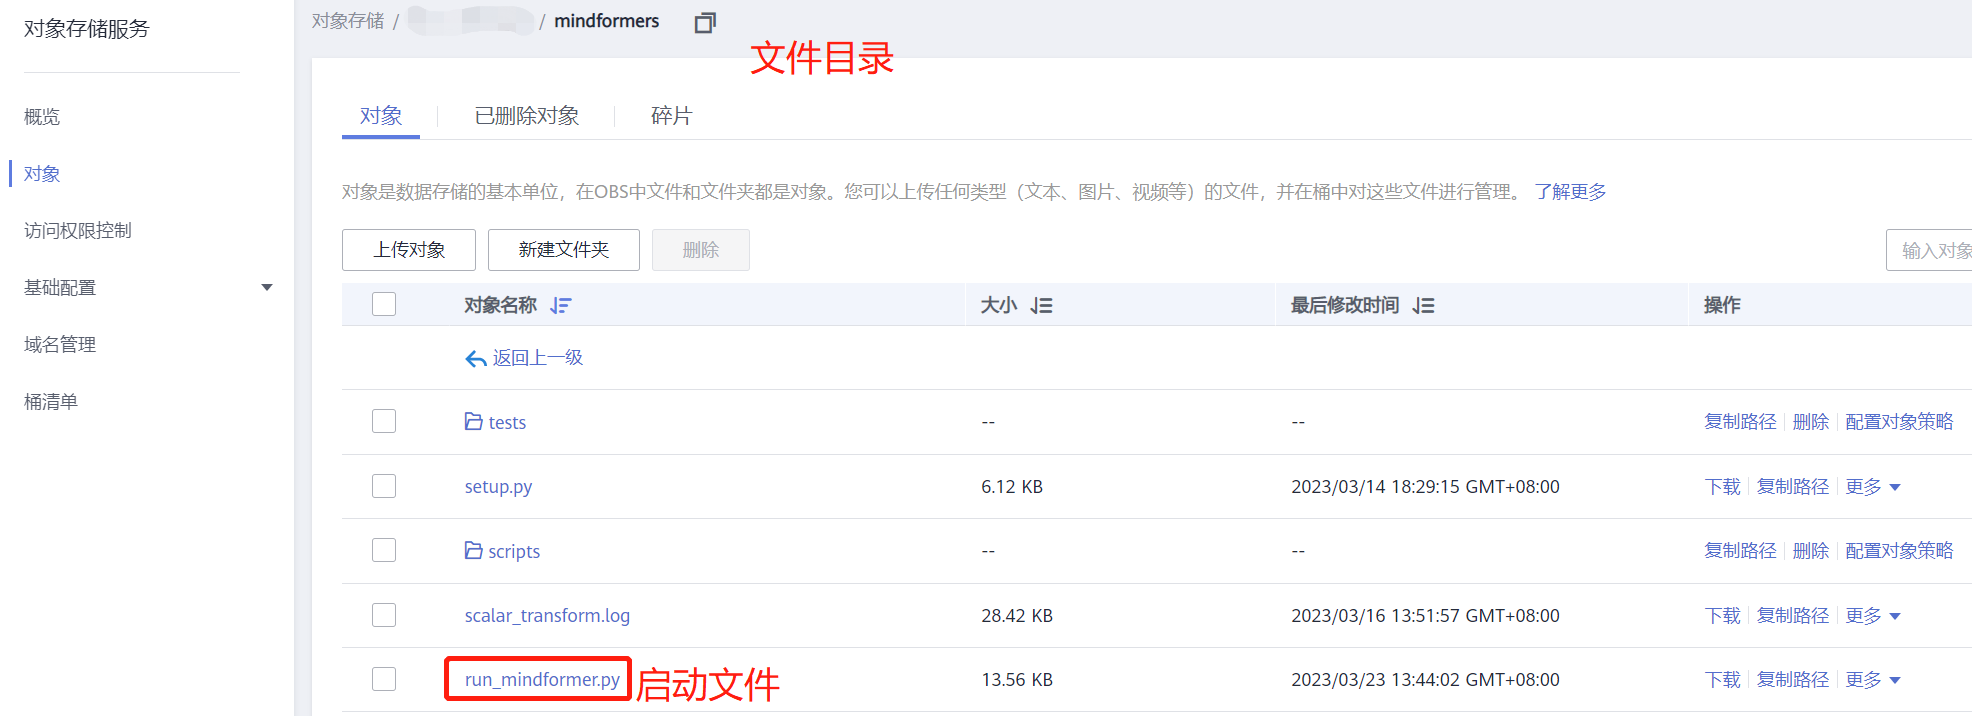 对象存储服务
概览
对象
访问权限控制
基础配置
域名管理
桶清单
对象存储 / / mindformers
文件目录
对象 已删除对象 碎片
对象是数据存储的基本单位，在OBS中文件和文件夹都是对象。您可以上传任何类型（文本、图片、视频等）的文件，并在桶中对这些文件进行管理。 了解更多
上传对象 新建文件夹 删除 输入对象
对象名称 大小 最后修改时间 操作
返回上一级
tests -- -- 复制路径 删除 配置对象策略
setup.py 6.12 KB 2023/03/14 18:29:15 GMT+08:00 下载 复制路径 更多
scripts -- -- 复制路径 删除 配置对象策略
scalar_transform.log 28.42 KB 2023/03/16 13:51:57 GMT+08:00 下载 复制路径 更多
run_mindformer.py 启动文件 13.56 KB 2023/03/23 13:44:02 GMT+08:00 下载 复制路径 更多